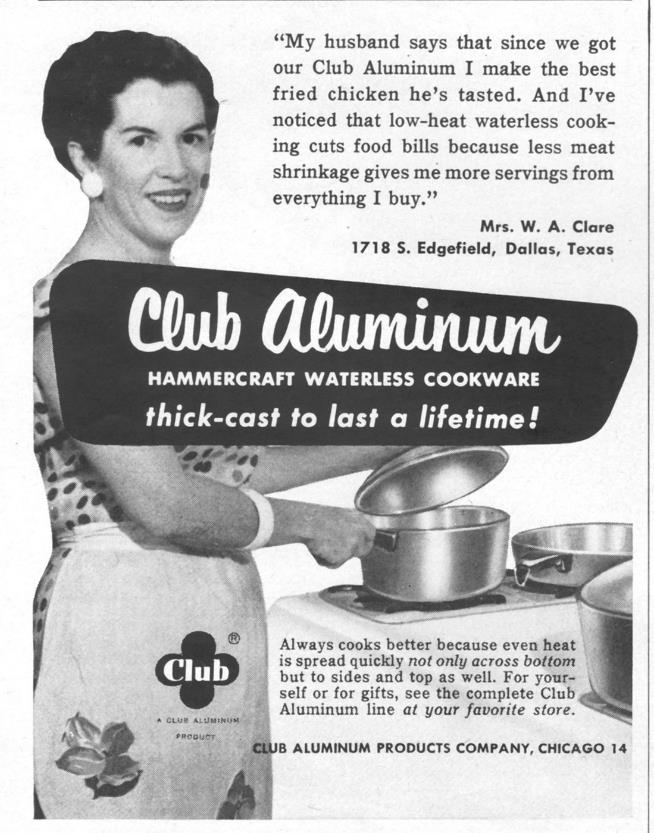 “My husband says that since we got
our Club Aluminum I make the best
fried chicken he’s tasted. And I’ve
noticed that low-heat waterless cook-
ing cuts food bills because less meat
shrinkage gives me more servings from
everything I buy.”
Mrs. W. A. Clare
1718 S. Edgefield, Dallas, Texas
Club Aluminum
HAMMERCRAFT WATERLESS COOKWARE
thick-cast to last a lifetime!
®
Club
A CLUB ALUMINUM
PRODUCT
Always cooks better because even heat
is spread quickly not only across bottom
but to sides and top as well. For your-
self or for gifts, see the complete Club
Aluminum line at your favorite store.
CLUB ALUMINUM PRODUCTS COMPANY, CHICAGO 14